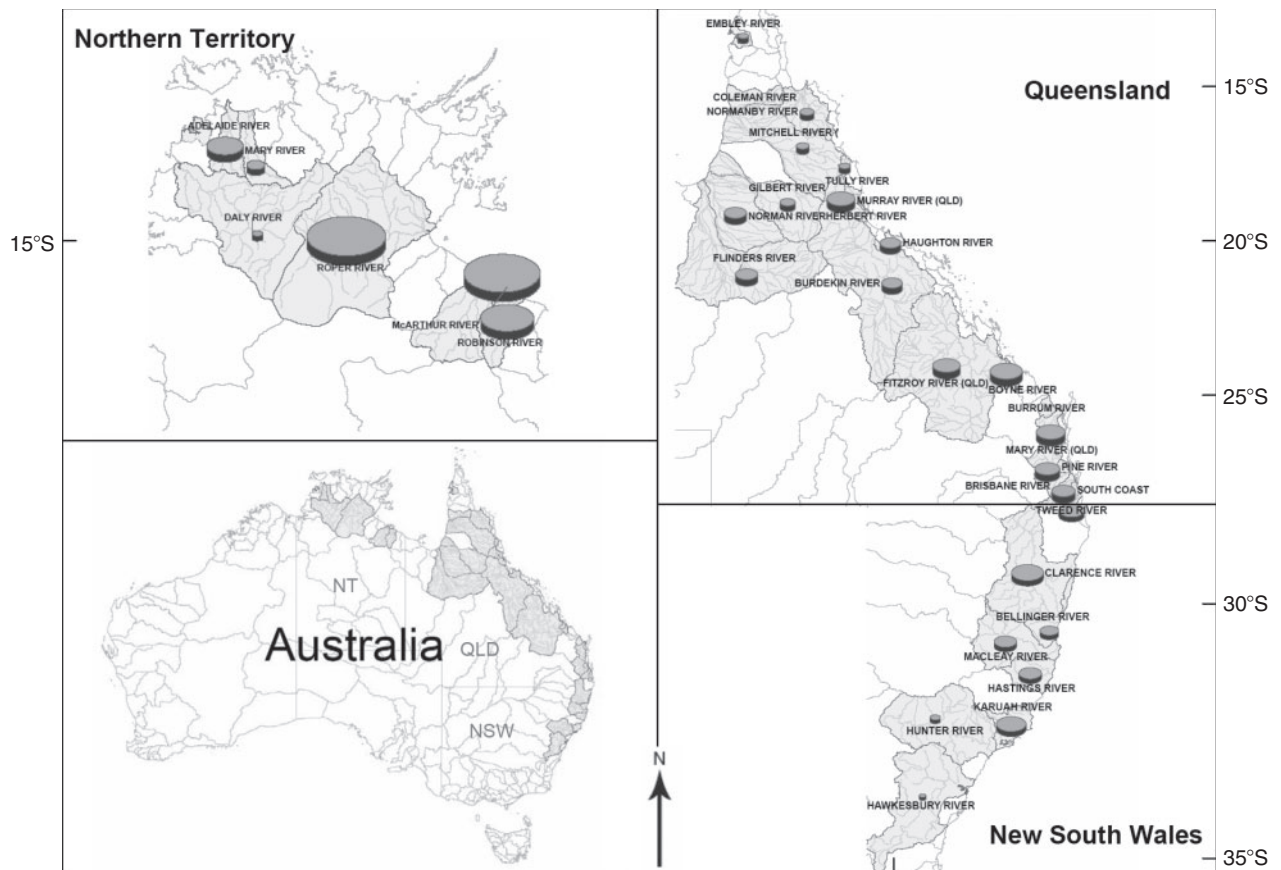 Northern Territory
ADELAIDE RIVER
MARY RIVER
DALY RIVER
ROPER RIVER
McARTHUR RIVER
ROBINSON RIVER
15°S
EMBLEY RIVER
Queensland
15°S
COLEMAN RIVER
NORMANBY RIVER
MITCHELL RIVER (
TULLY RIVER
GILBERT RIVER
MURRAY RIVER (QLD)
NORMAN RIVER
HERBERT RIVER
20°S
HAUGHTON RIVER
FLINDERS RIVER
BURDEKIN RIVER
FITZROY RIVER (QLD)
BOYNE RIVER
25°S
BURRUM RIVER
MARY RIVER (QLD)
PINE RIVER
BRISBANE RIVER
SOUTH COAST
TWEED RIVER
NT
Australia
QLD
NSW
N
CLARENCE RIVER
30°S
BELLINGER RIVER
MACLEAY RIVER
HASTINGS RIVER
KARUAH RIVER
HUNTER RIVER
HAWKESBURY RIVER
New South Wales
35°S